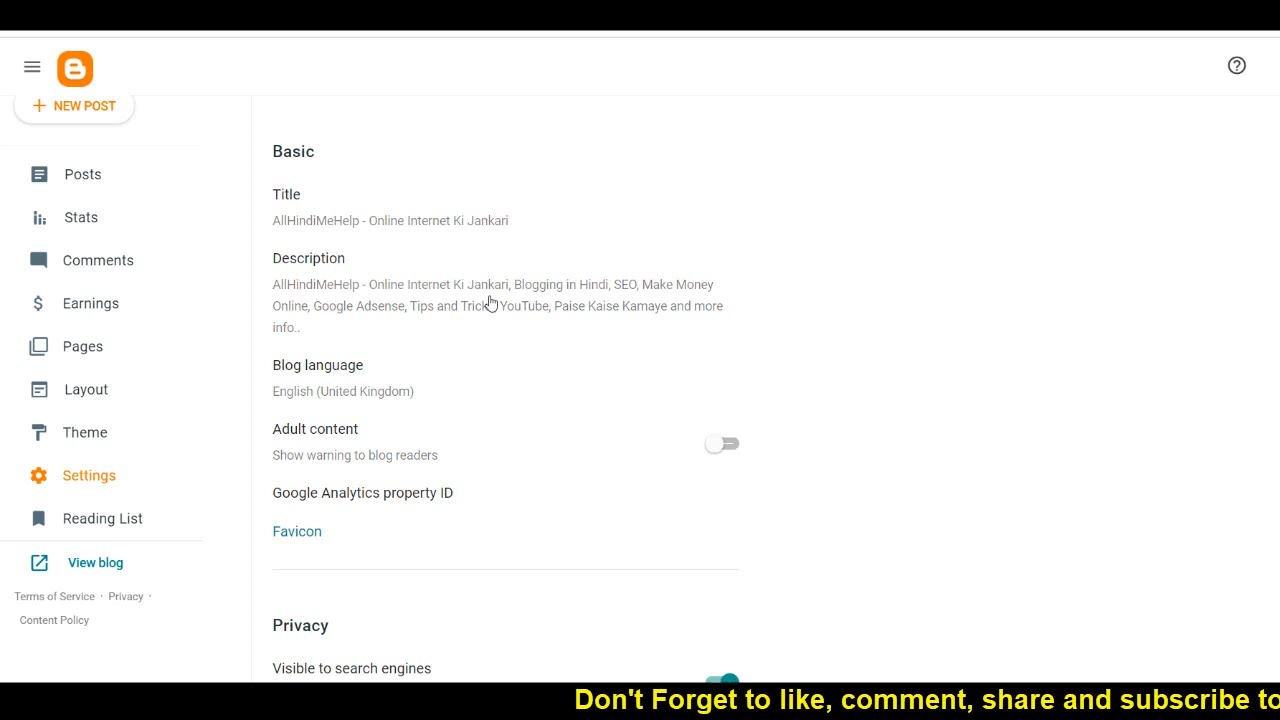 NEW POST
Posts
Stats
Comments
Earnings
Pages
Layout
Theme
Settings
Reading List
View blog
Terms of Service · Privacy ·
Content Policy
Basic
Title
AllHindiMeHelp - Online Internet Ki Jankari
Description
AllHindiMeHelp - Online Internet Ki Jankari, Blogging in Hindi, SEO, Make Money
Online, Google Adsense, Tips and Trick YouTube, Paise Kaise Kamaye and more
info..
Blog language
English (United Kingdom)
Adult content
Show warning to blog readers
Google Analytics property ID
Favicon
Privacy
Visible to search engines
Don't Forget to like, comment, share and subscribe to